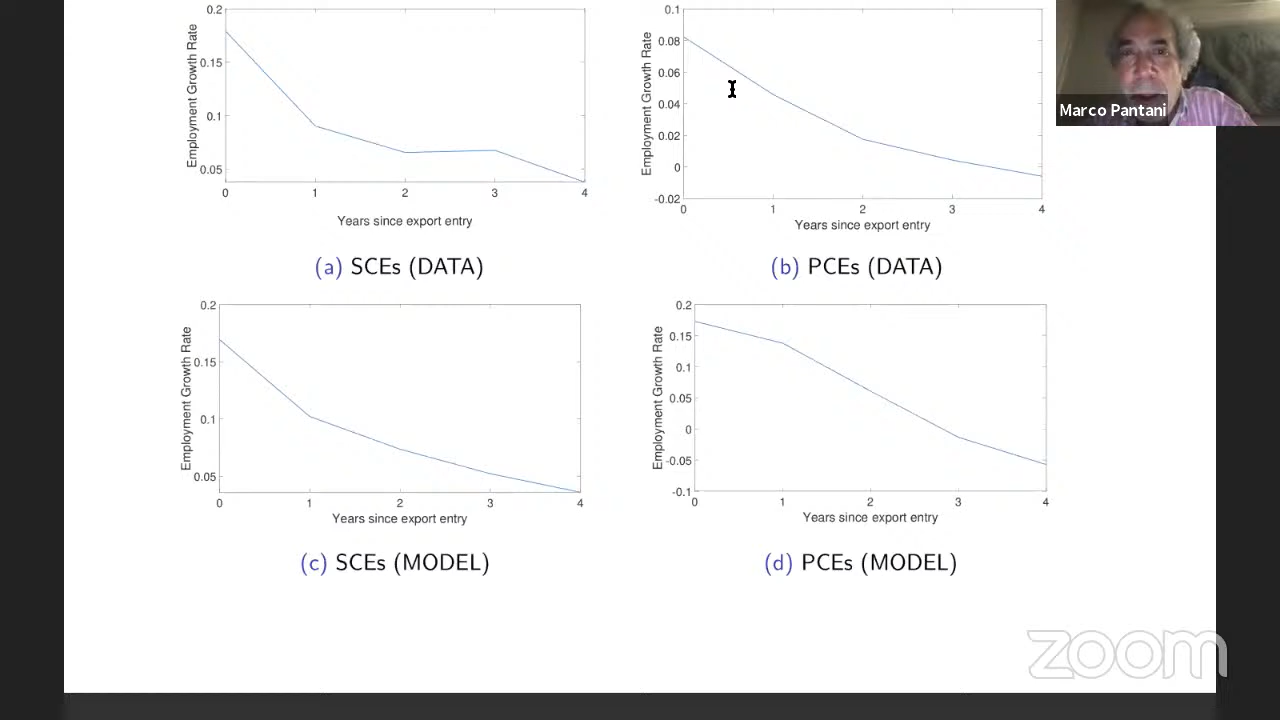 0.2
0.15
0.1
0.05
Employment Growth Rate
0 1 2 3 4
Years since export entry
(a) SCEs (DATA)
0.1
0.08
0.06
0.04
0.02
0
-0.02
Employment Growth Rate
0 1 2 3 4
Years since export entry
(b) PCEs (DATA)
Marco Pantani
0.2
0.15
0.1
0.05
Employment Growth Rate
0 1 2 3 4
Years since export entry
(c) SCEs (MODEL)
0.2
0.15
0.1
0.05
0
-0.05
-0.1
Employment Growth Rate
0 1 2 3 4
Years since export entry
(d) PCEs (MODEL)
zoom